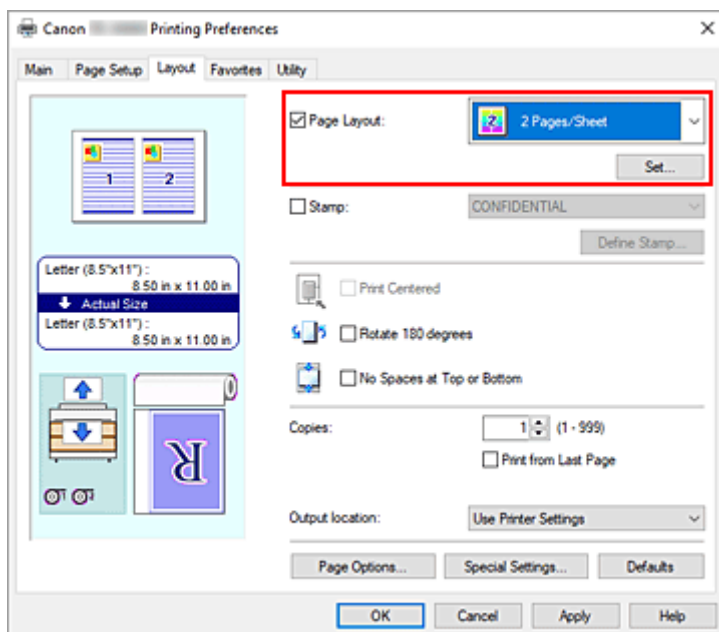 Canon Printing Preferences
Main Page Setup Layout Favorites Utility
1 2
Page Layout: 2 2 Pages/Sheet
Set...
Stamp: CONFIDENTIAL
Define Stamp...
Letter (8.5"x11") :
8.50 in x 11.00 in
Actual Size
Letter (8.5"x11") :
8.50 in x 11.00 in
Print Centered
Rotate 180 degrees
No Spaces at Top or Bottom
R
Copies: 1 (1 - 999)
Print from Last Page
Output location: Use Printer Settings
Page Options... Special Settings... Defaults
OK Cancel Apply Help